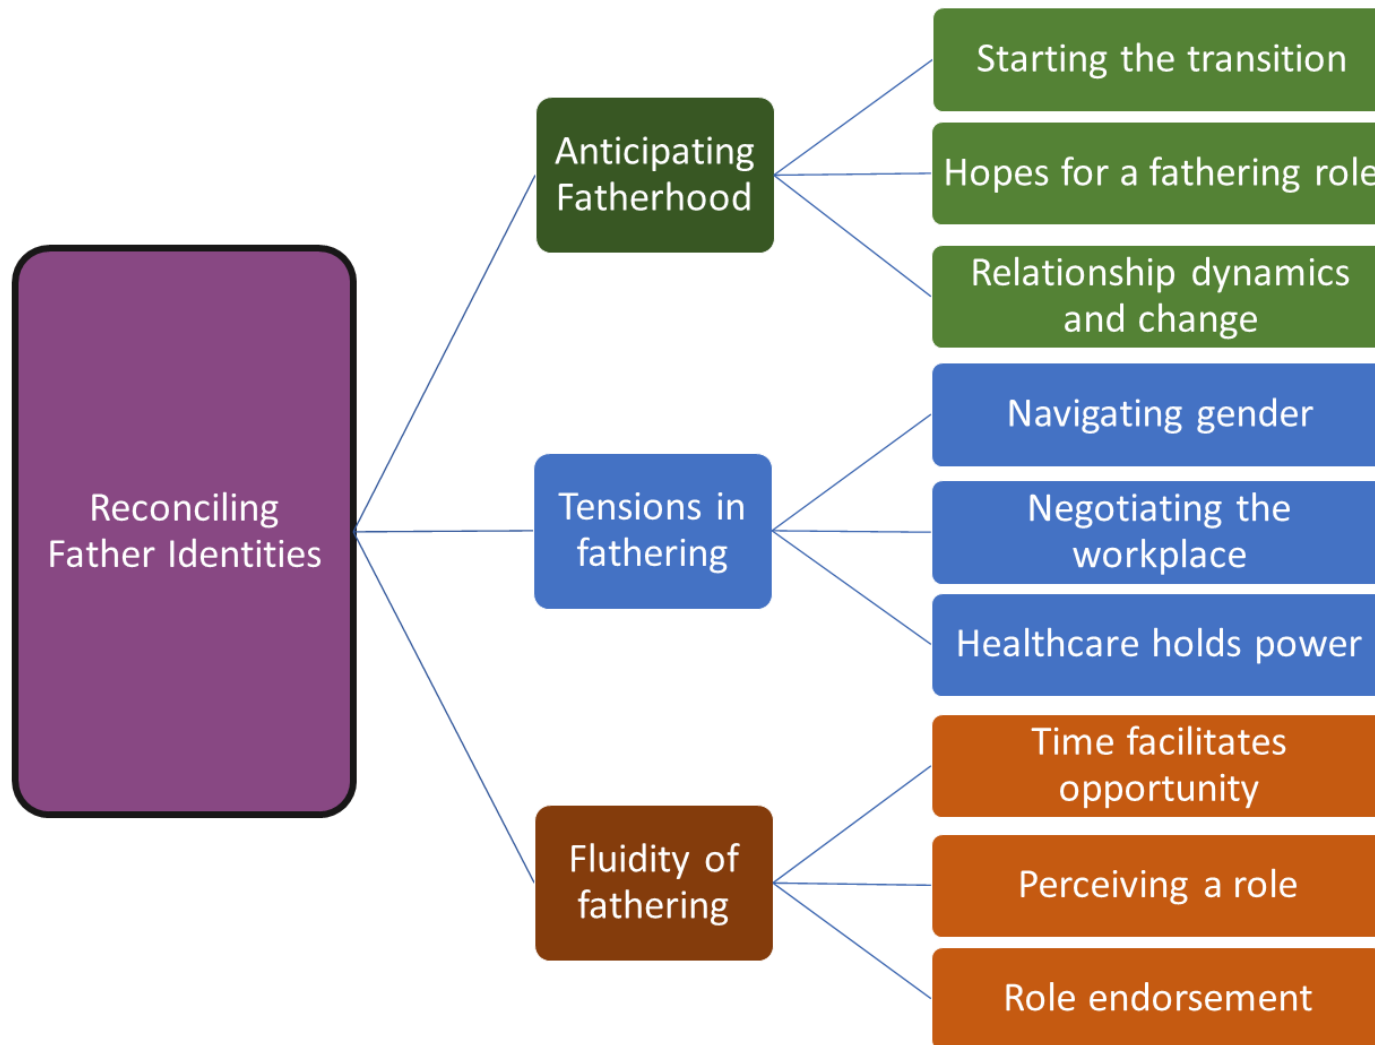 Reconciling
Father Identities
Anticipating
Fatherhood
Starting the transition
Hopes for a fathering role
Relationship dynamics
and change
Tensions in
fathering
Navigating gender
Negotiating the
workplace
Healthcare holds power
Fluidity of
fathering
Time facilitates
opportunity
Perceiving a role
Role endorsement